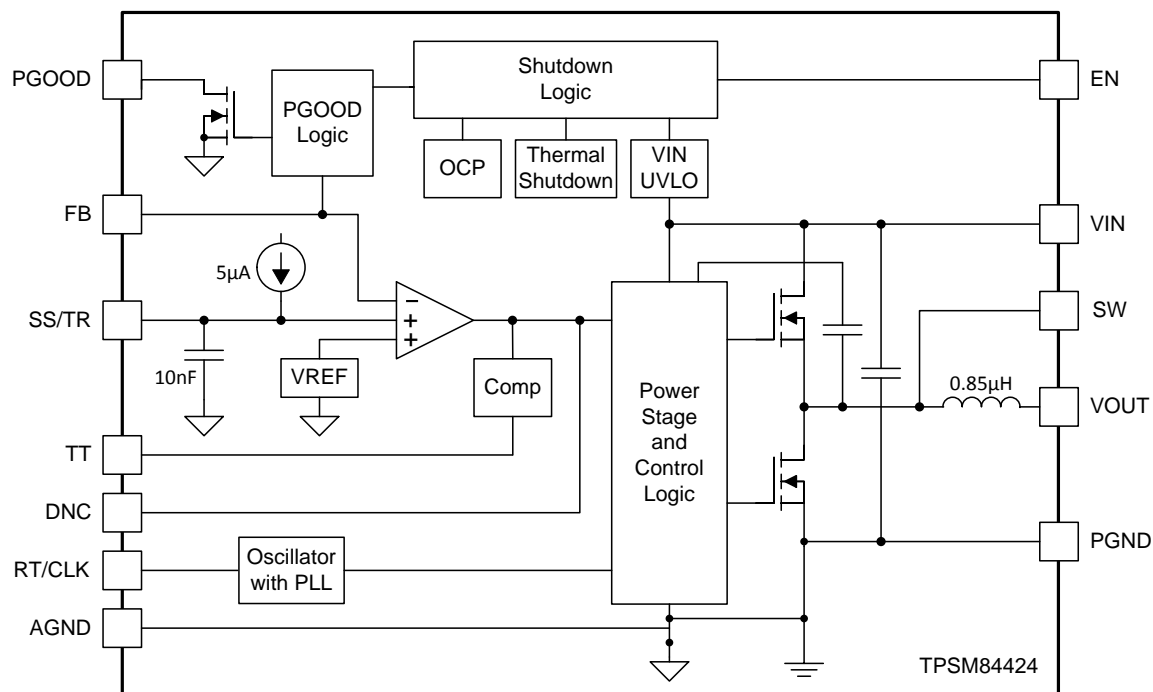 PGOOD
Shutdown
Logic
EN
PGOOD
Logic
OCP
Thermal
Shutdown
VIN
UVLO
FB
VIN
5µA
SS/TR
SW
10nF
VREF
Comp
Power
Stage
and
Control
Logic
0.85µH
VOUT
TT
DNC
PGND
RT/CLK
Oscillator
with PLL
AGND
TPSM84424